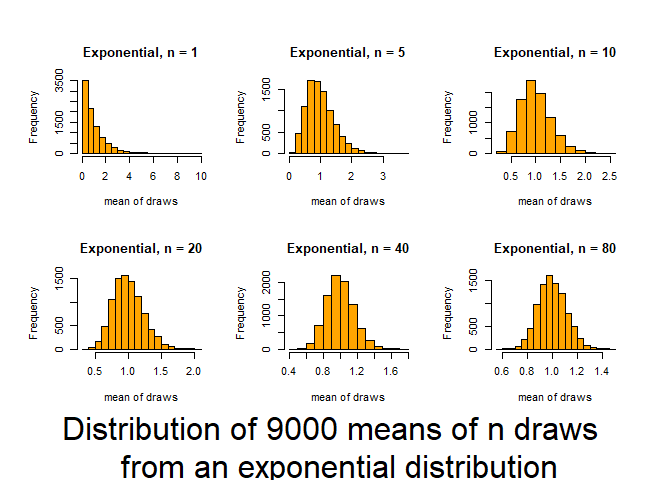 Exponential, n = 1
Frequency
0 1500 3500
0 2 4 6 8 10
mean of draws
Exponential, n = 5
Frequency
0 500 1500
0 1 2 3
mean of draws
Exponential, n = 10
Frequency
0 1000
0.5 1.0 1.5 2.0 2.5
mean of draws
Exponential, n = 20
Frequency
0 500 1500
0.5 1.0 1.5 2.0
mean of draws
Exponential, n = 40
Frequency
0 1000 2000
0.4 0.8 1.2 1.6
mean of draws
Exponential, n = 80
Frequency
0 500 1500
0.6 0.8 1.0 1.2 1.4
mean of draws
Distribution of 9000 means of n draws
from an exponential distribution